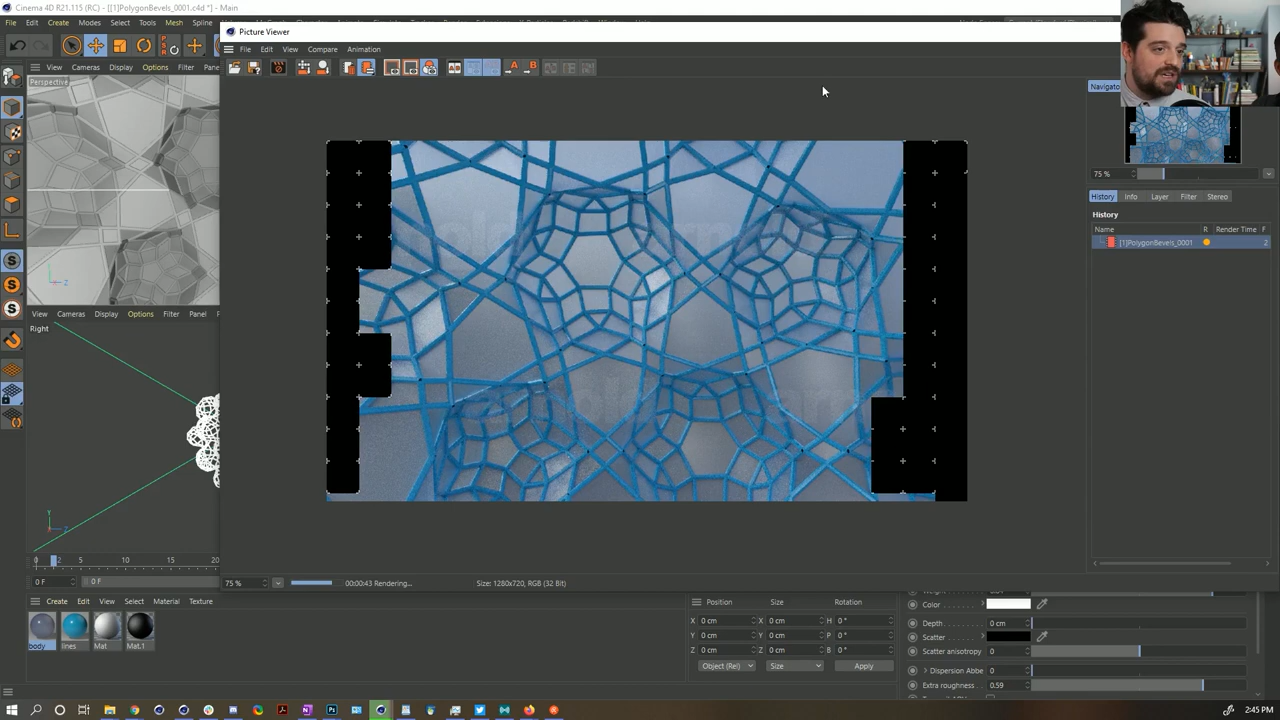 Cinema 4D R21.115 (RC) - [[1]PolygonBevels_0001.c4d *] - Main
File Edit Create Modes Select Tools Mesh Spline
Picture Viewer
File Edit View Compare Animation
View Cameras Display Options Filter Pan
Perspective
Navigator
75 %
History Info Layer Filter Stereo
History
Name R Render Time F
[1]PolygonBevels_0001 2
View Cameras Display Options Filter Panel
Right
0 2 5 10 15 20
0 F 0 F
75 % 00:00:43 Rendering... Size: 1280x720, RGB (32 Bit)
Create Edit View Select Material Texture
body lines Mat Mat.1
Position Size Rotation
X 0 cm X 0 cm H 0 °
Y 0 cm Y 0 cm P 0 °
Z 0 cm Z 0 cm B 0 °
Object (Rel) Size Apply
Color
Depth 0 cm
Scatter
Scatter anisotropy 0
Dispersion Abbe 0
Extra roughness 0.59
2:45 PM